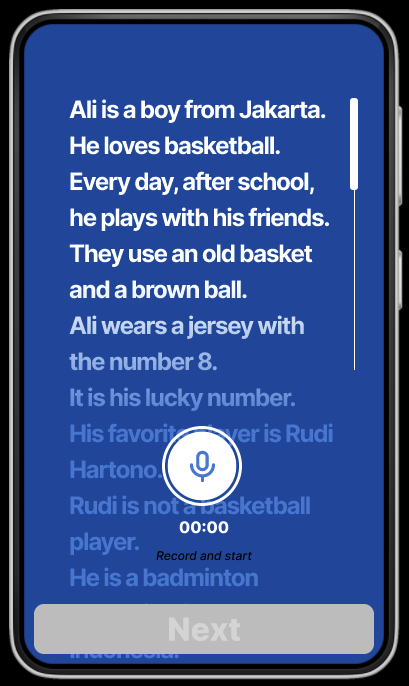 Ali is a boy from Jakarta.
He loves basketball.
Every day, after school,
he plays with his friends.
They use an old basket
and a brown ball.
Ali wears a jersey with
the number 8.
It is his lucky number.
His favorite player is Rudi
Hartono.
Rudi is not a basketball
player.
He is a badminton
00:00
Record and start
Next